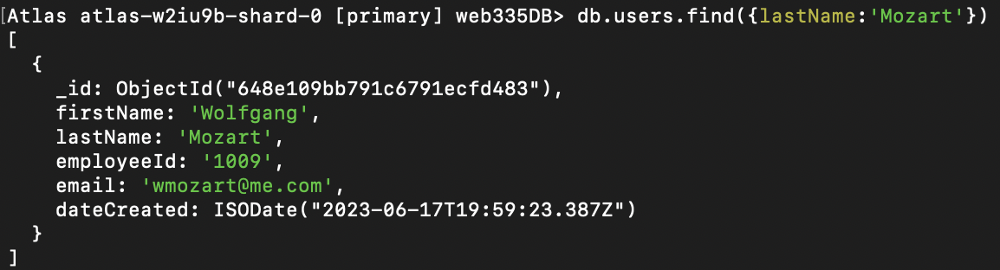 [Atlas atlas-w2iu9b-shard-0 [primary] web335DB> db.users.find({lastName:'Mozart'})
[
  {
    _id: ObjectId("648e109bb791c6791ecfd483"),
    firstName: 'Wolfgang',
    lastName: 'Mozart',
    employeeId: '1009',
    email: 'wmozart@me.com',
    dateCreated: ISODate("2023-06-17T19:59:23.387Z")
  }
]